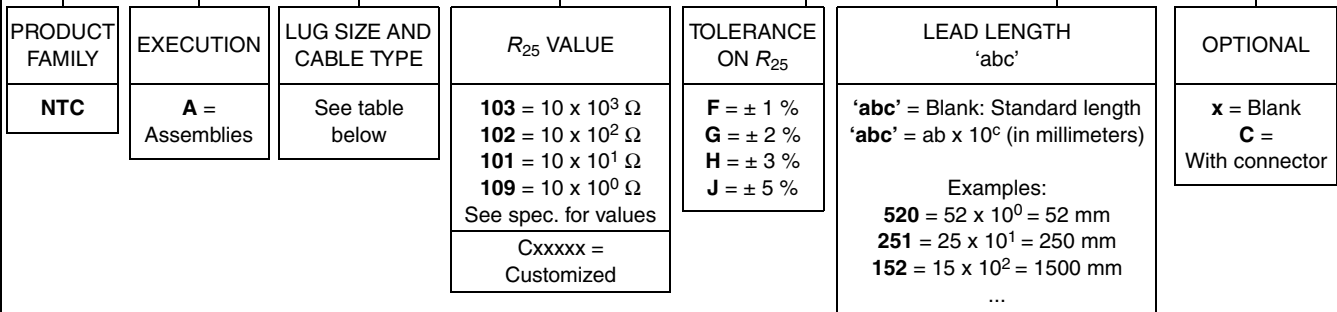 PRODUCT
FAMILY
NTC
EXECUTION
A =
Assemblies
LUG SIZE AND
CABLE TYPE
See table
below
R25 VALUE
103 = 10 x 10³ Ω
102 = 10 x 10² Ω
101 = 10 x 10¹ Ω
109 = 10 x 10⁰ Ω
See spec. for values
Cxxxxx =
Customized
TOLERANCE
ON R25
F = ± 1 %
G = ± 2 %
H = ± 3 %
J = ± 5 %
LEAD LENGTH
'abc'
'abc' = Blank: Standard length
'abc' = ab x 10ᶜ (in millimeters)
Examples:
520 = 52 x 10⁰ = 52 mm
251 = 25 x 10¹ = 250 mm
152 = 15 x 10² = 1500 mm
...
OPTIONAL
x = Blank
C =
With connector